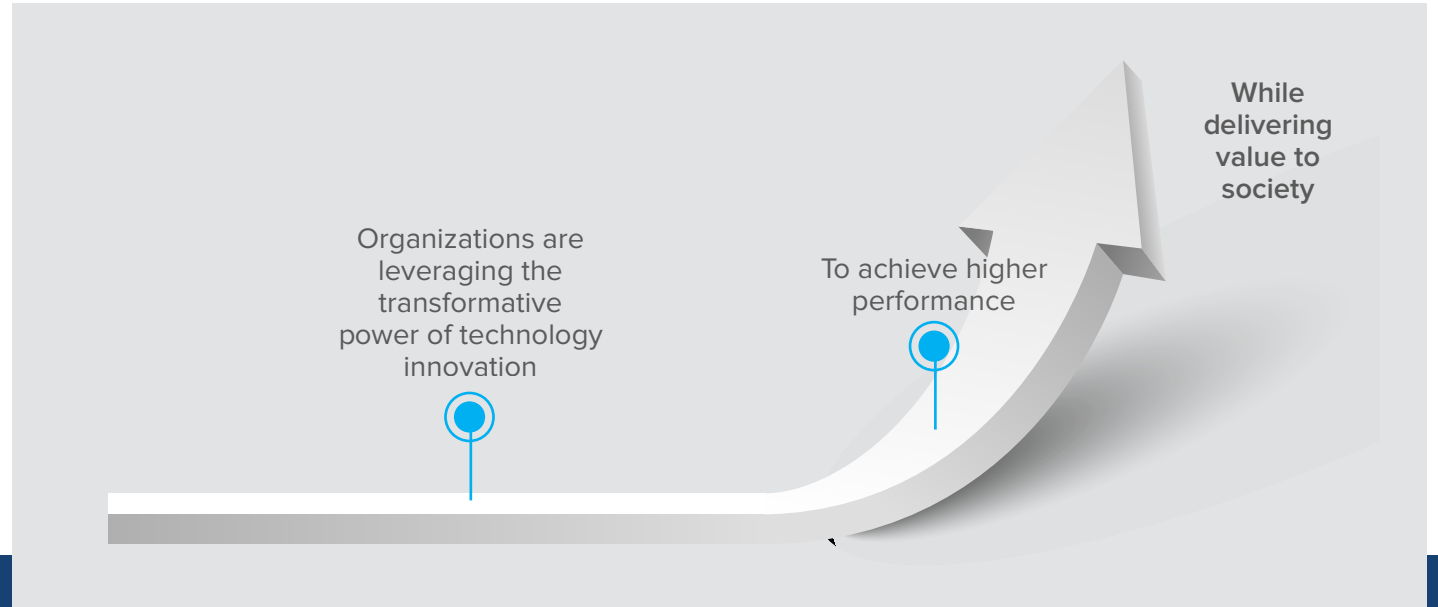 Organizations are
leveraging the
transformative
power of technology
innovation
To achieve higher
performance
While
delivering
value to
society